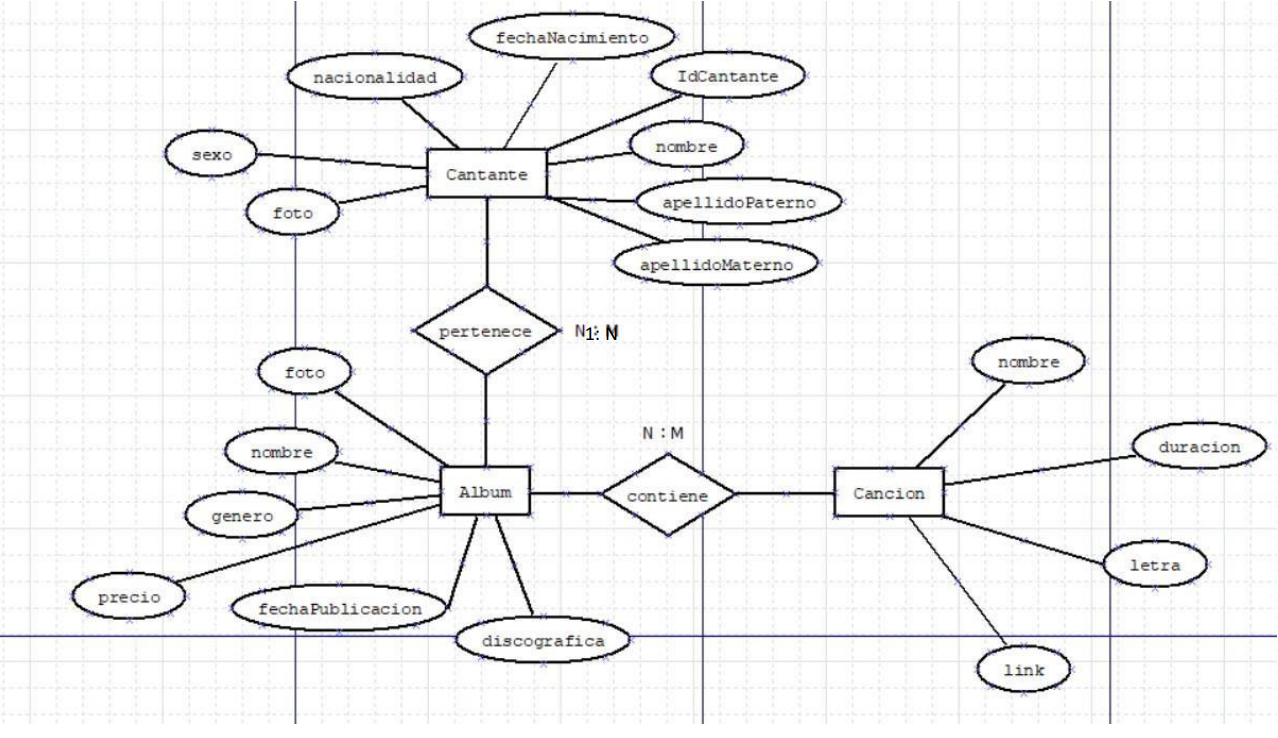 fechaNacimiento
nacionalidad
IdCantante
sexo
nombre
Cantante
foto
apellidoPaterno
apellidoMaterno
pertenece
1: N
foto
nombre
N : M
nombre
duracion
Album
contiene
Cancion
genero
letra
precio
fechaPublicacion
discografica
link